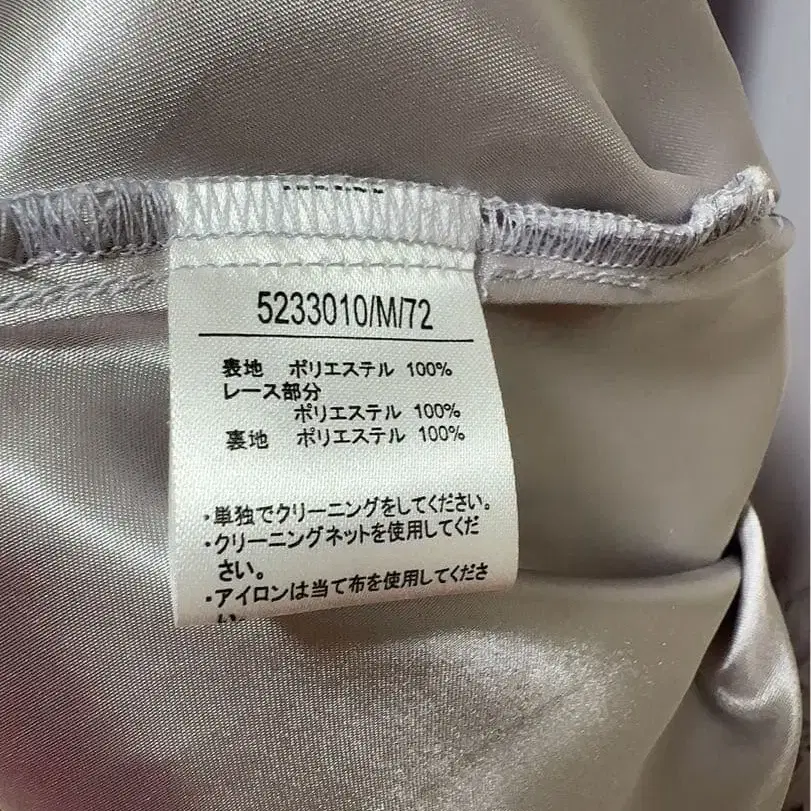 5233010/M/72
表地 ポリエステル 100%
レース部分
ポリエステル 100%
裏地 ポリエステル 100%
・単独でクリーニングをしてください。
・クリーニングネットを使用してくだ
さい。
・アイロンは当て布を使用してくださ
い。